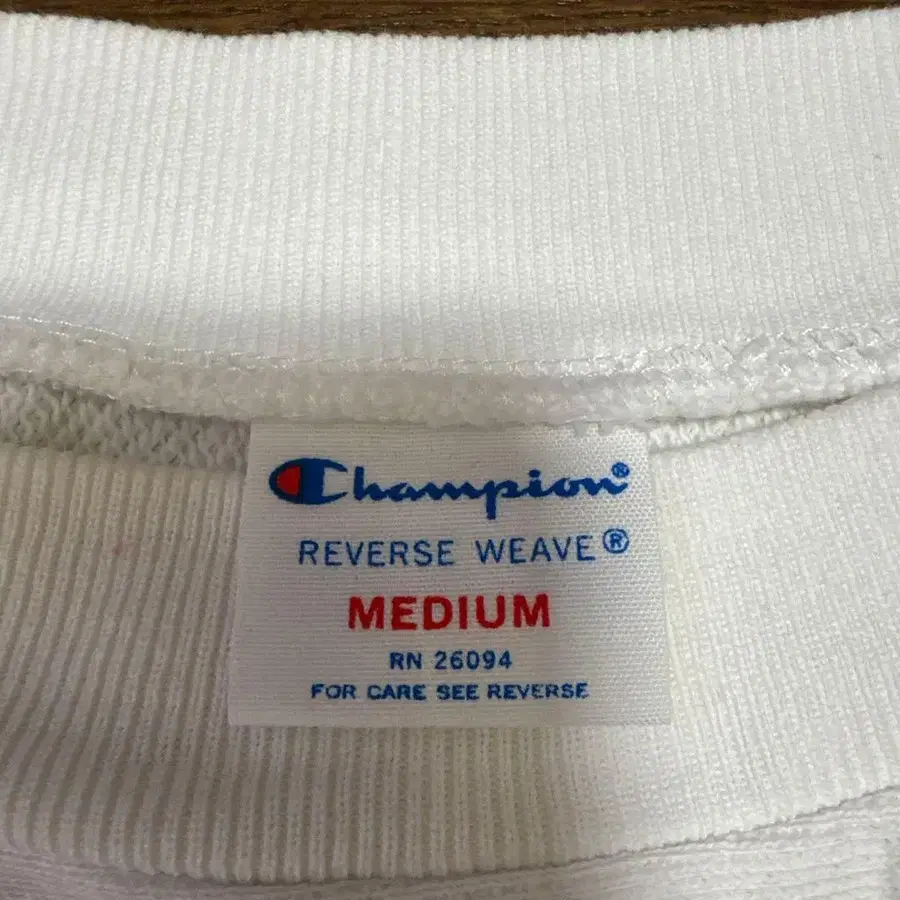 Champion®
REVERSE WEAVE®
MEDIUM
RN 26094
FOR CARE SEE REVERSE